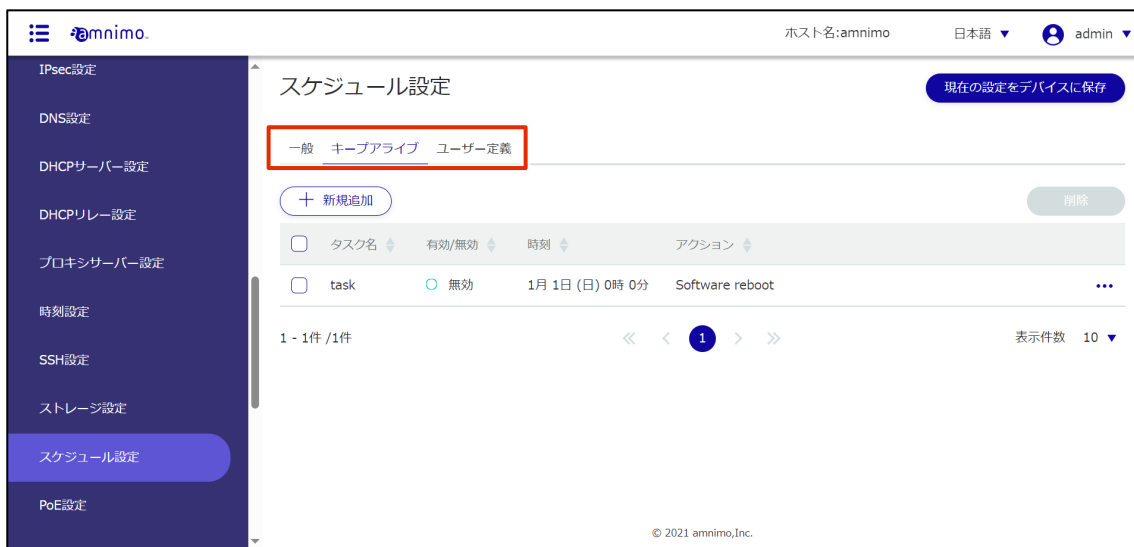 amnimo.
ホスト名:amnimo
日本語 ▼
admin ▼
IPsec設定
DNS設定
DHCPサーバー設定
DHCPリレー設定
プロキシサーバー設定
時刻設定
SSH設定
ストレージ設定
スケジュール設定
PoE設定
スケジュール設定
現在の設定をデバイスに保存
一般 キープアライブ ユーザー定義
+ 新規追加
削除
タスク名 有効/無効 時刻 アクション
task 無効 1月 1日 (日) 0時 0分 Software reboot •••
1 - 1件 /1件
« < 1 > »
表示件数 10 ▼
© 2021 amnimo,Inc.